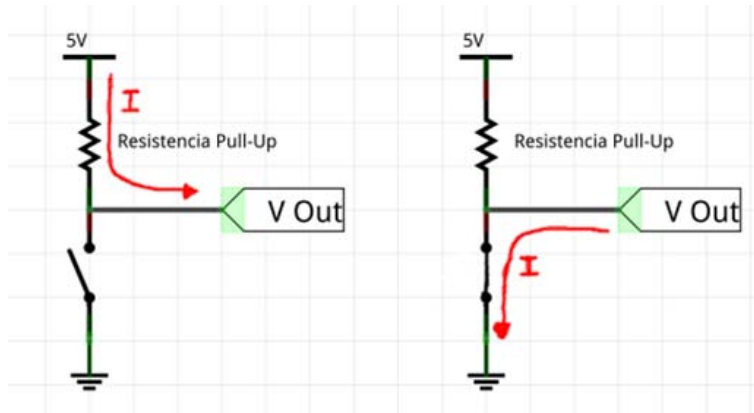 5V
I
Resistencia Pull-Up
V Out
5V
Resistencia Pull-Up
V Out
I